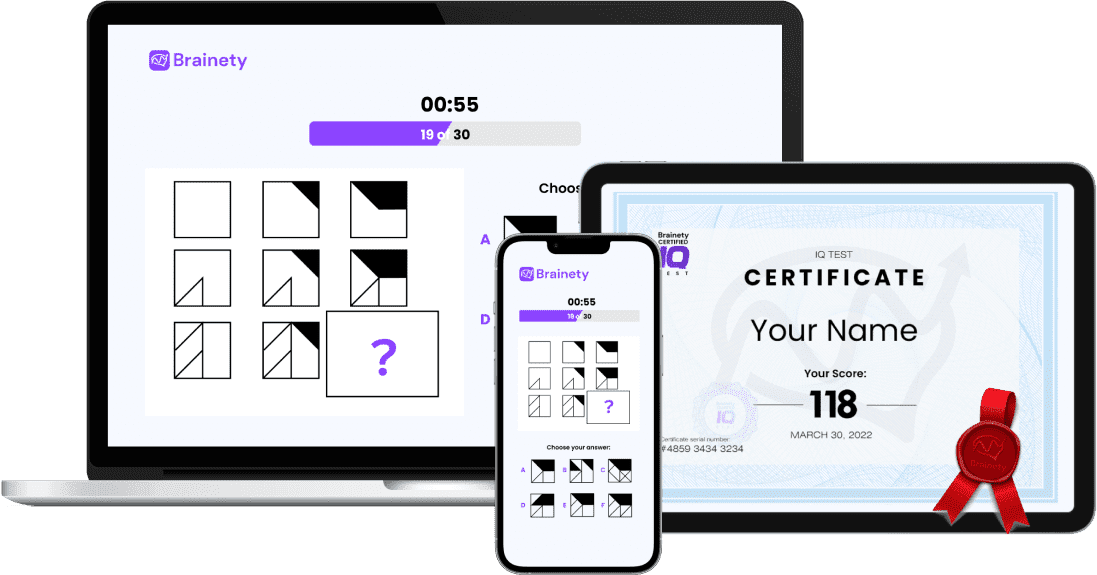 Brainety
00:55
19 of 30
?
Choos
A
D
Brainety
00:55
19 of 30
?
Choose your answer:
A
B
C
D
E
F
Brainety
CERTIFIED
IQ
IQ TEST
CERTIFICATE
Your Name
Your Score:
118
MARCH 30, 2022
IQ
Certificate serial number:
#4859 3434 3234
Brainety